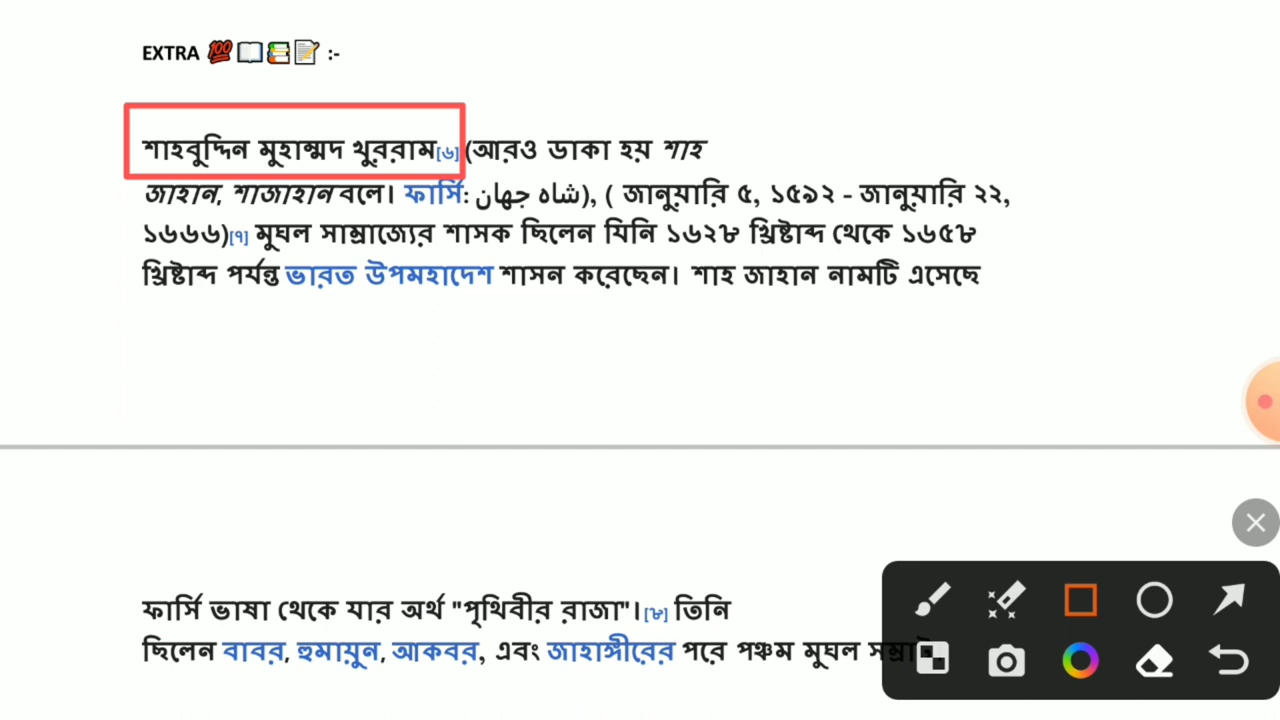 EXTRA 💯📖📚📝 :-
শাহবুদ্দিন মুহাম্মদ খুররাম[৬] (আরও ডাকা হয় শাহ
জাহান, শাজাহান বলে। ফার্সি: شاه جهان), ( জানুয়ারি ৫, ১৫৯২ - জানুয়ারি ২২,
১৬৬৬)[৭] মুঘল সাম্রাজ্যের শাসক ছিলেন যিনি ১৬২৮ খ্রিষ্টাব্দ থেকে ১৬৫৮
খ্রিষ্টাব্দ পর্যন্ত ভারত উপমহাদেশ শাসন করেছেন। শাহ জাহান নামটি এসেছে
ফার্সি ভাষা থেকে যার অর্থ "পৃথিবীর রাজা"।[৮] তিনি
ছিলেন বাবর, হুমায়ুন, আকবর, এবং জাহাঙ্গীরের পরে পঞ্চম মুঘল সম্রাট